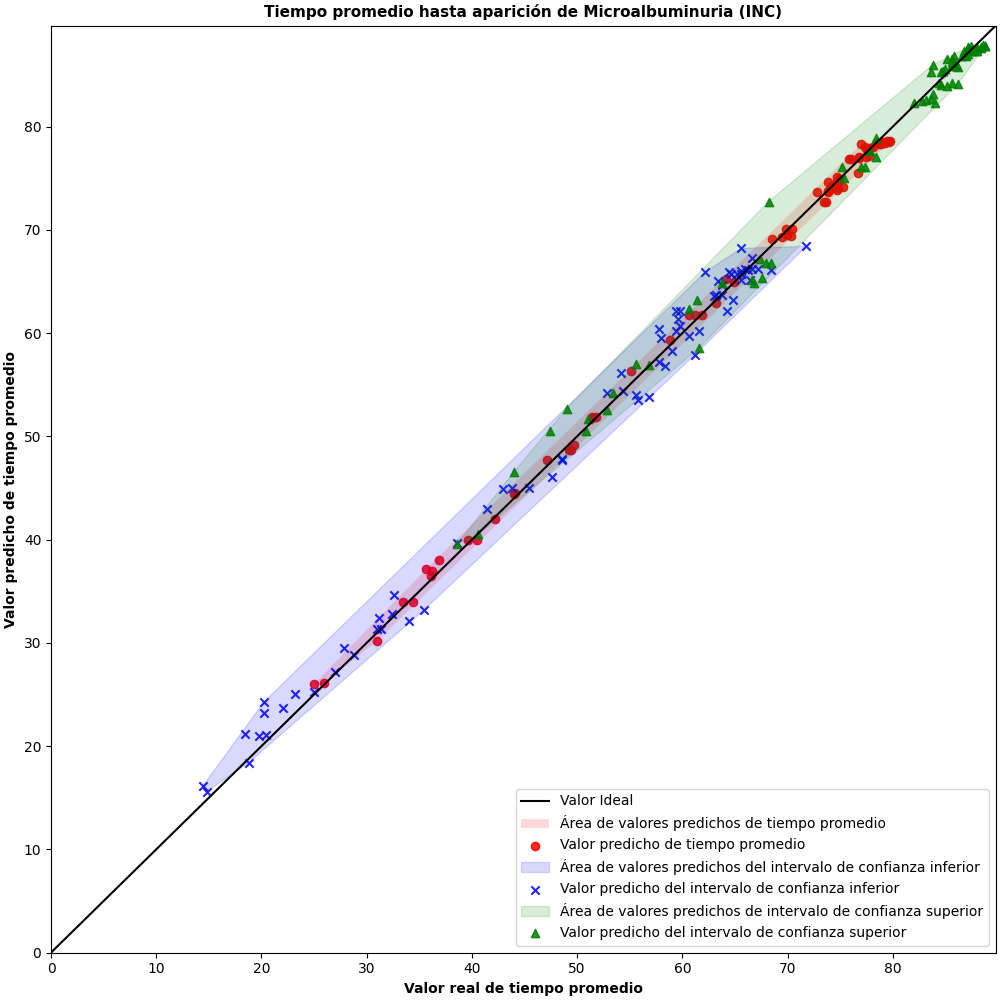 Tiempo promedio hasta aparición de Microalbuminuria (INC)
Valor predicho de tiempo promedio
80
70
60
50
40
30
20
10
0
Valor Ideal
Área de valores predichos de tiempo promedio
Valor predicho de tiempo promedio
Área de valores predichos del intervalo de confianza inferior
Valor predicho del intervalo de confianza inferior
Área de valores predichos de intervalo de confianza superior
Valor predicho del intervalo de confianza superior
0 10 20 30 40 50 60 70 80
Valor real de tiempo promedio